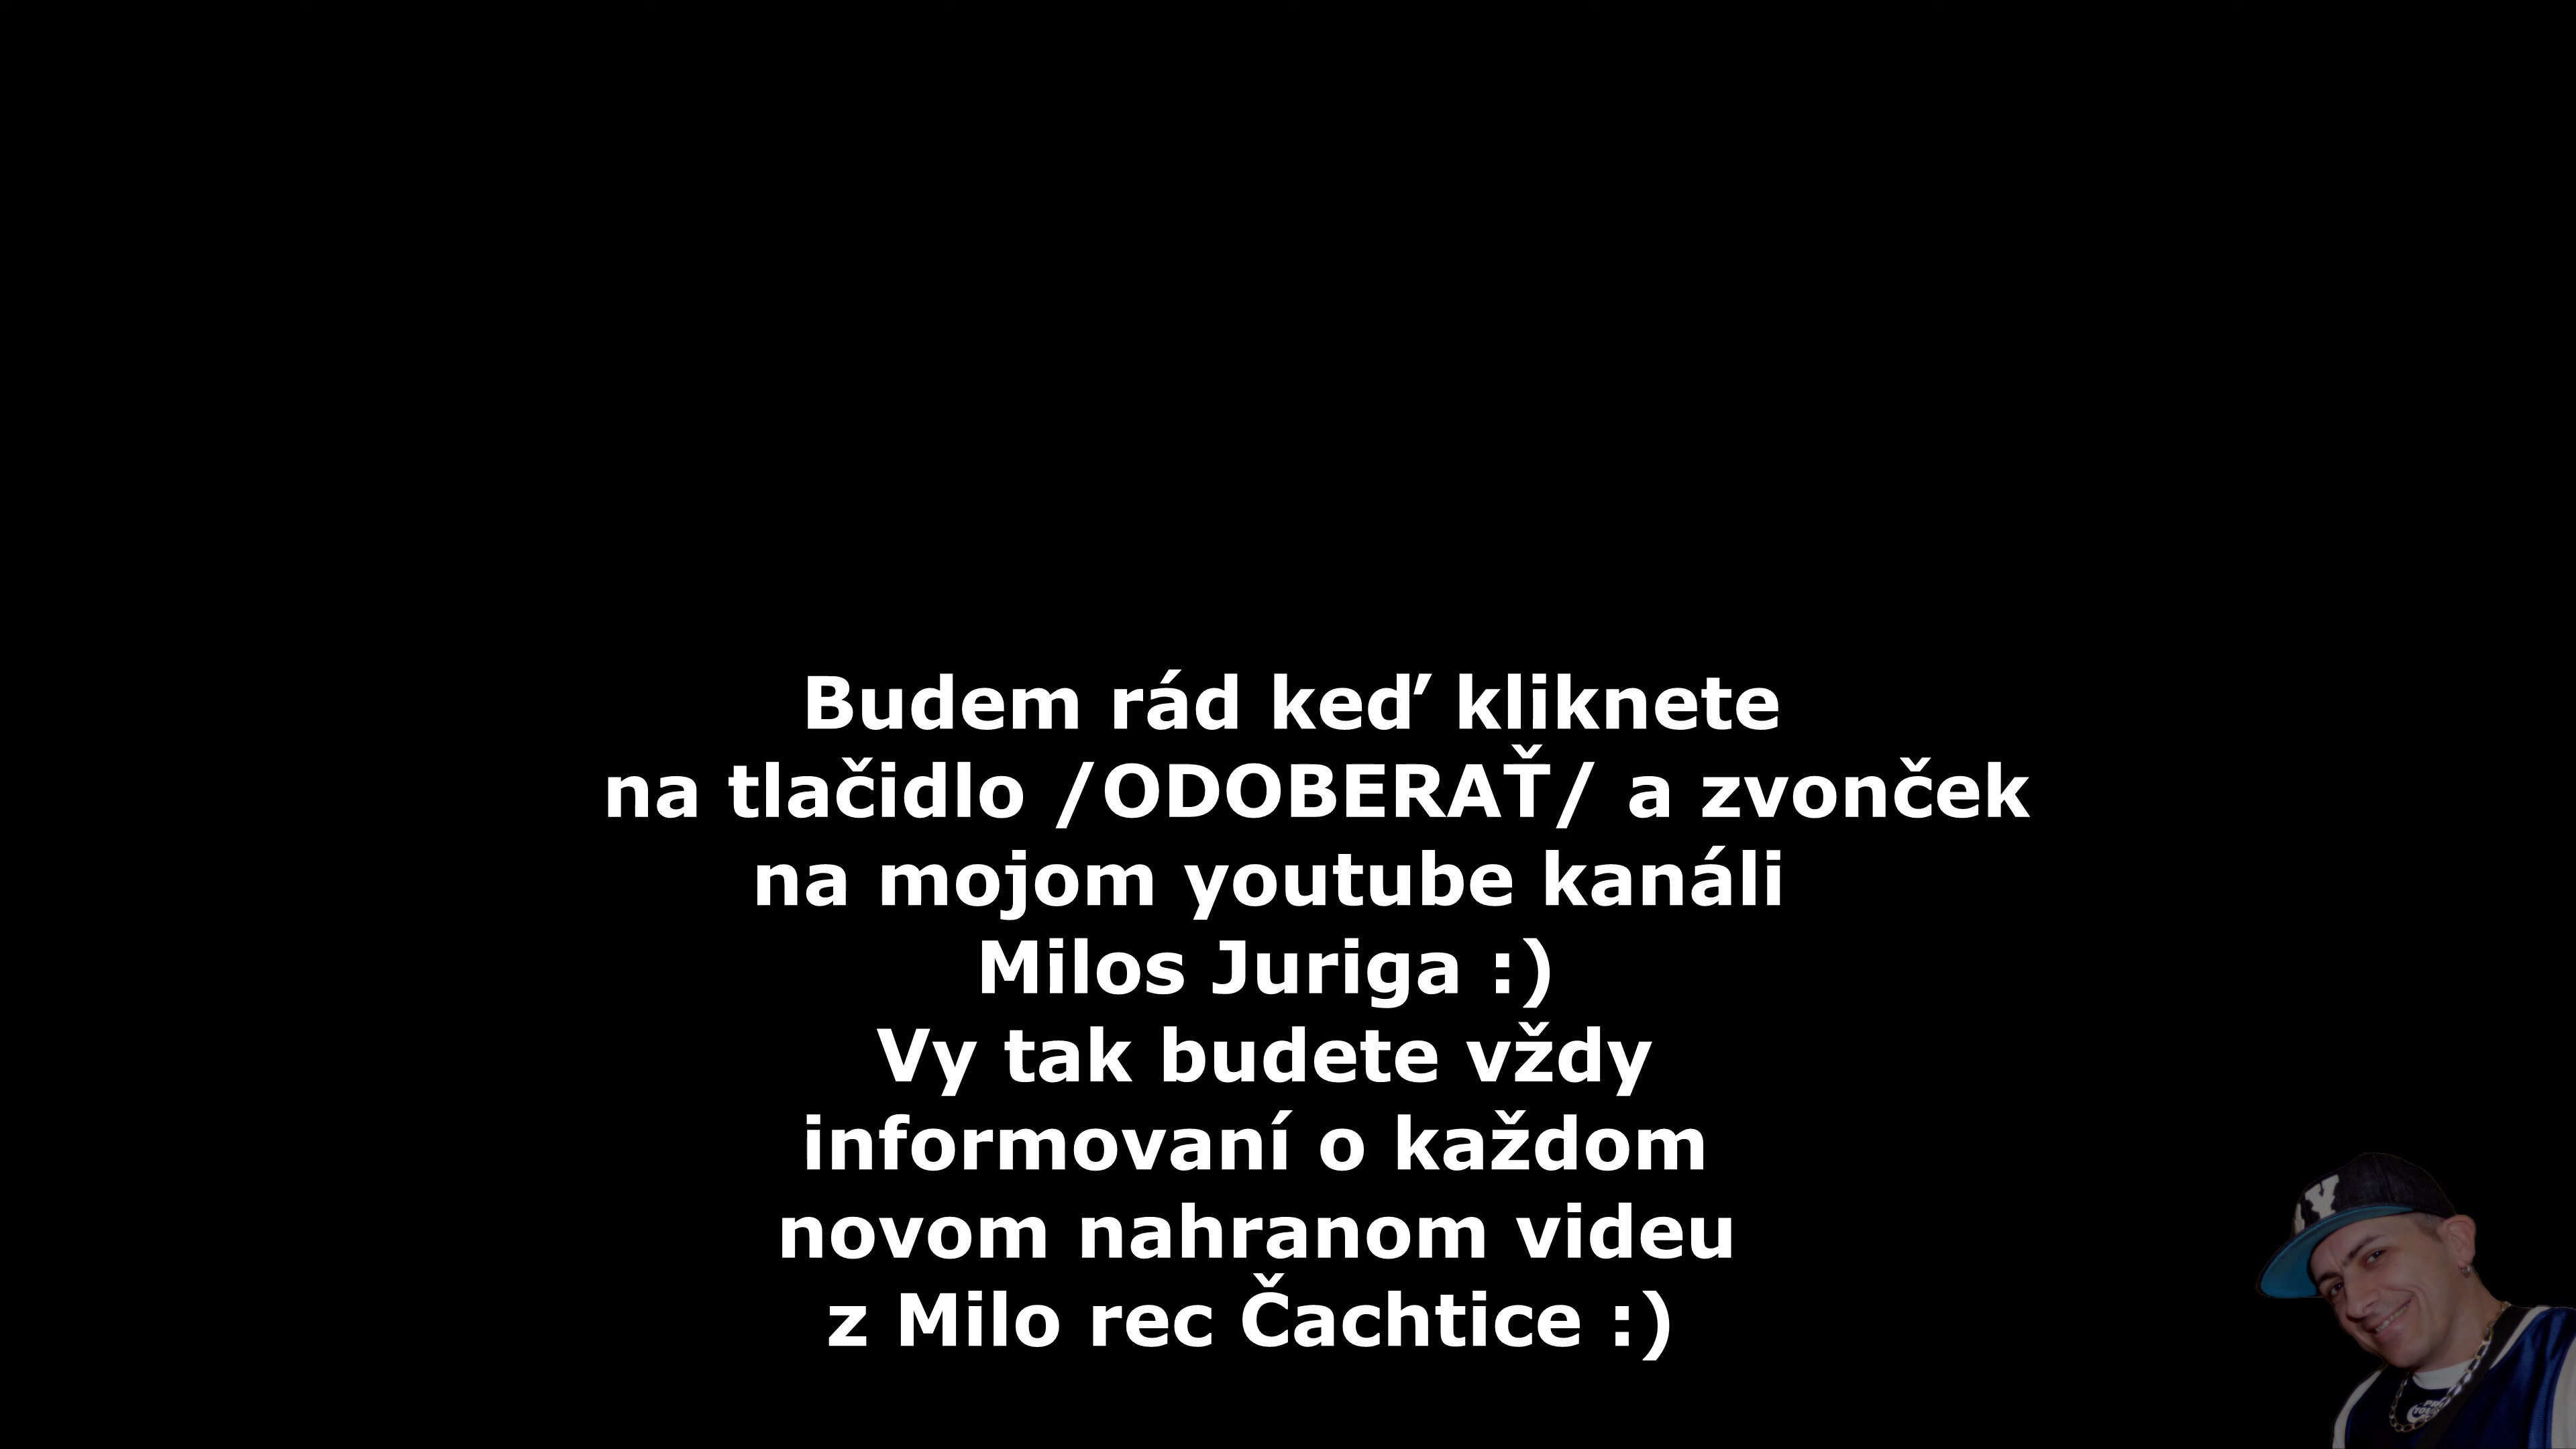 Budem rád keď kliknete
na tlačidlo /ODOBERAŤ/ a zvonček
na mojom youtube kanáli
Milos Juriga :)
Vy tak budete vždy
informovaní o každom
novom nahranom videu
z Milo rec Čachtice :)